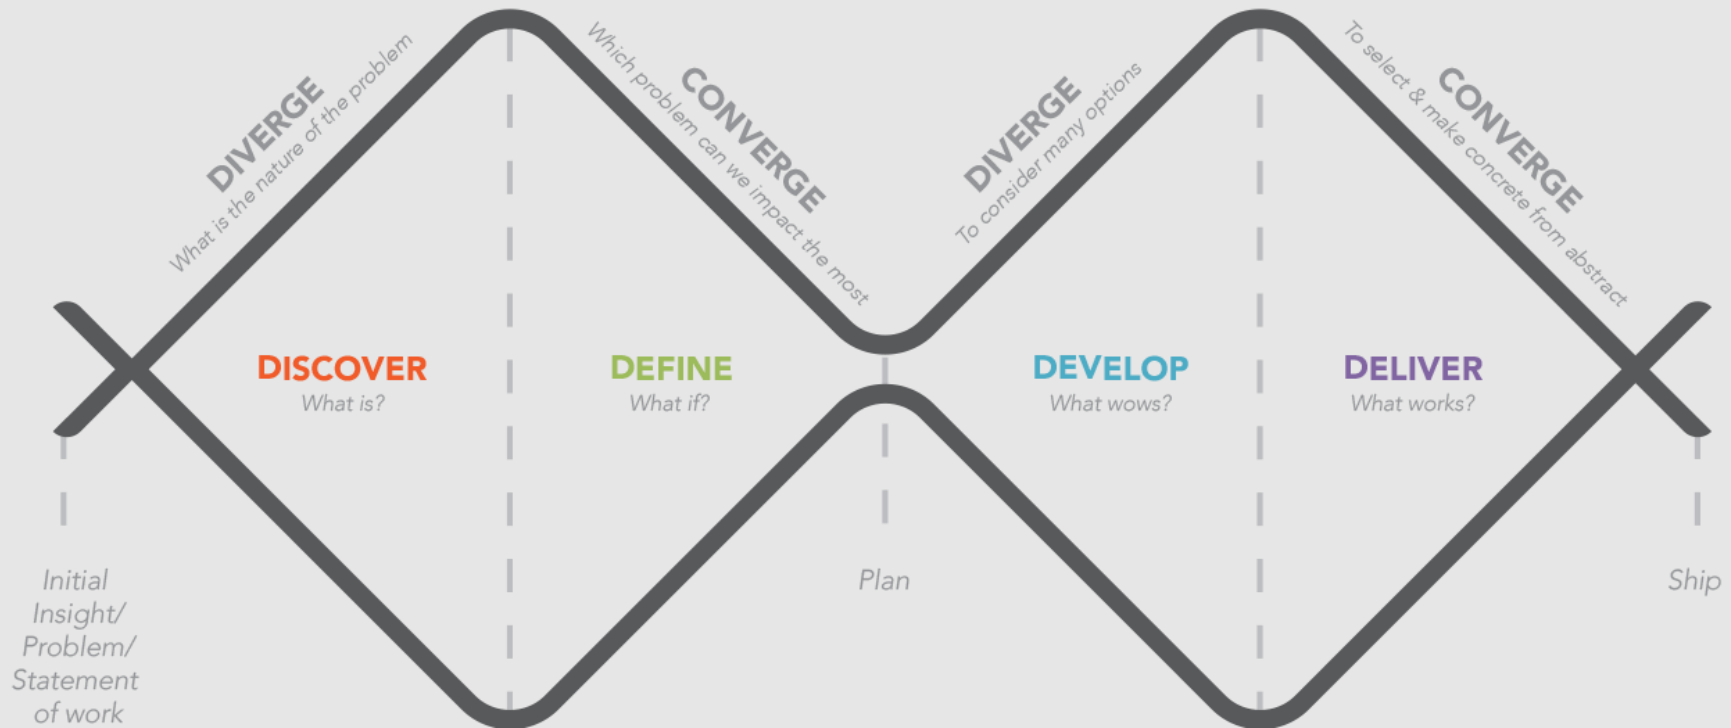 DIVERGE
What is the nature of the problem
CONVERGE
Which problem can we impact the most
DIVERGE
To consider many options
CONVERGE
To select & make concrete from abstract
DISCOVER
What is?
DEFINE
What if?
DEVELOP
What wows?
DELIVER
What works?
Initial
Insight/
Problem/
Statement
of work
Plan
Ship